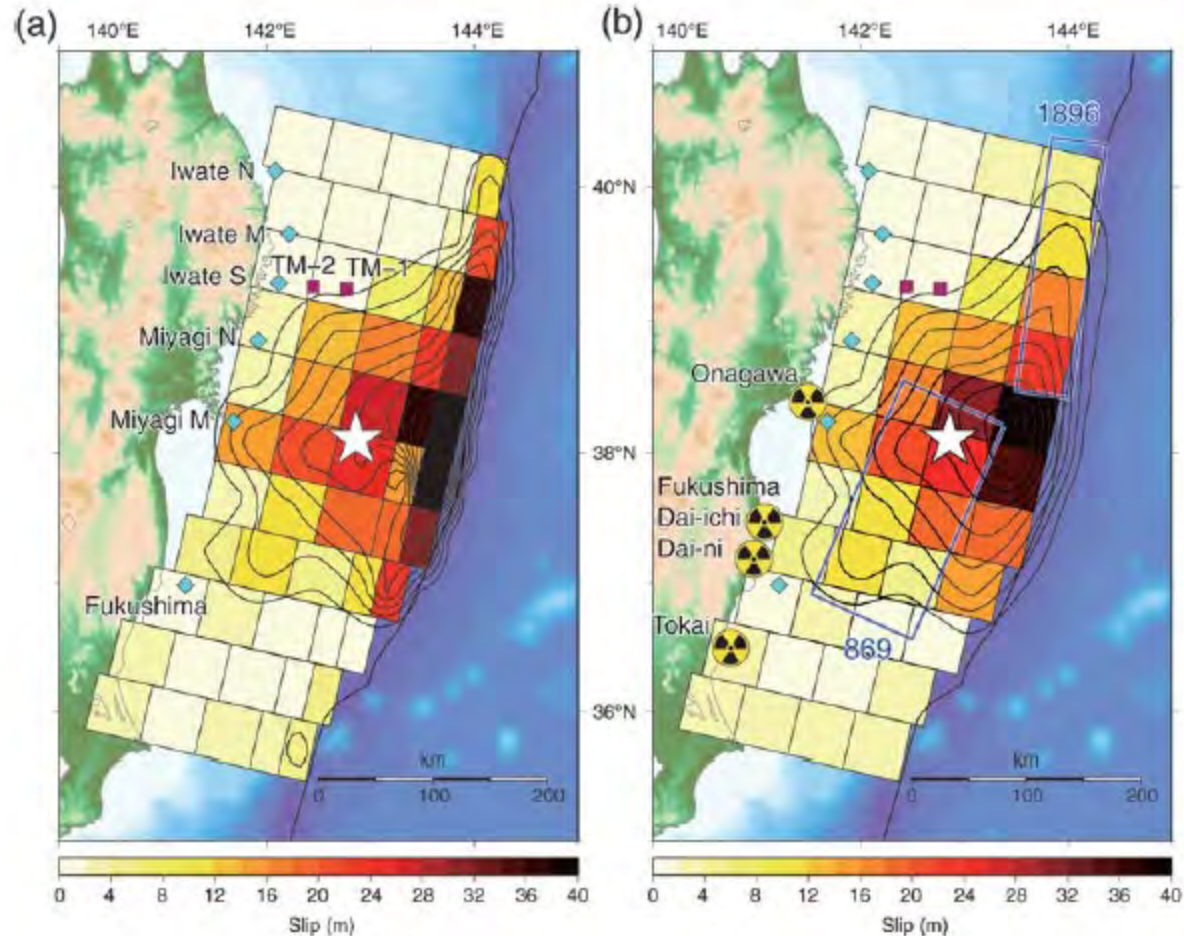 (a)
140°E 142°E 144°E
Iwate N
Iwate M
Iwate S
TM-2 TM-1
Miyagi N
Miyagi M
Fukushima
km
0 100 200
0 4 8 12 16 20 24 28 32 36 40
Slip (m)
40°N
38°N
36°N
(b)
140°E 142°E 144°E
1896
Onagawa
Fukushima
Dai-ichi
Dai-ni
Tokai
869
km
0 100 200
0 4 8 12 16 20 24 28 32 36 40
Slip (m)